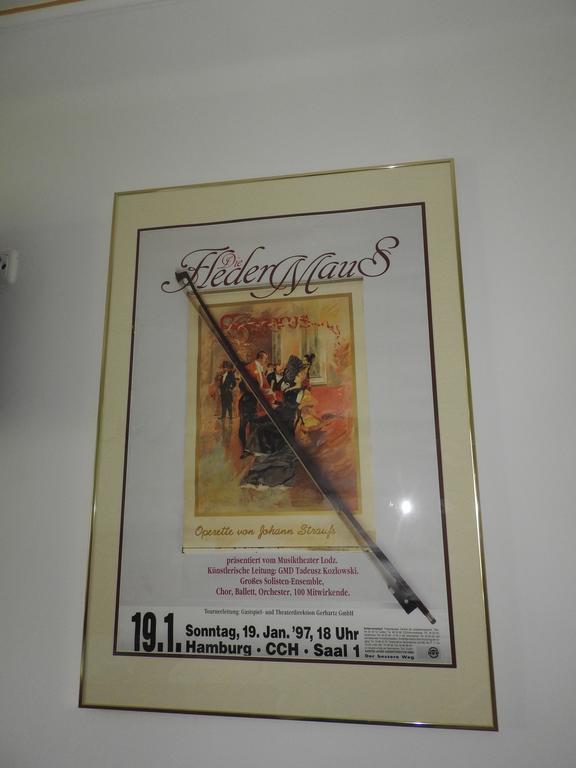 Die
FlederMauS
Operette von Johann Strauß
präsentiert vom Musiktheater Lodz.
Künstlerische Leitung: GMD Tadeusz Kozlowski.
Großes Solisten-Ensemble,
Chor, Ballett, Orchester, 100 Mitwirkende.
Tourneeleitung: Gastspiel- und Theaterdirektion Gerhartz GmbH
19.1. Sonntag, 19. Jan. '97, 18 Uhr
Hamburg · CCH · Saal 1
Der bessere Weg